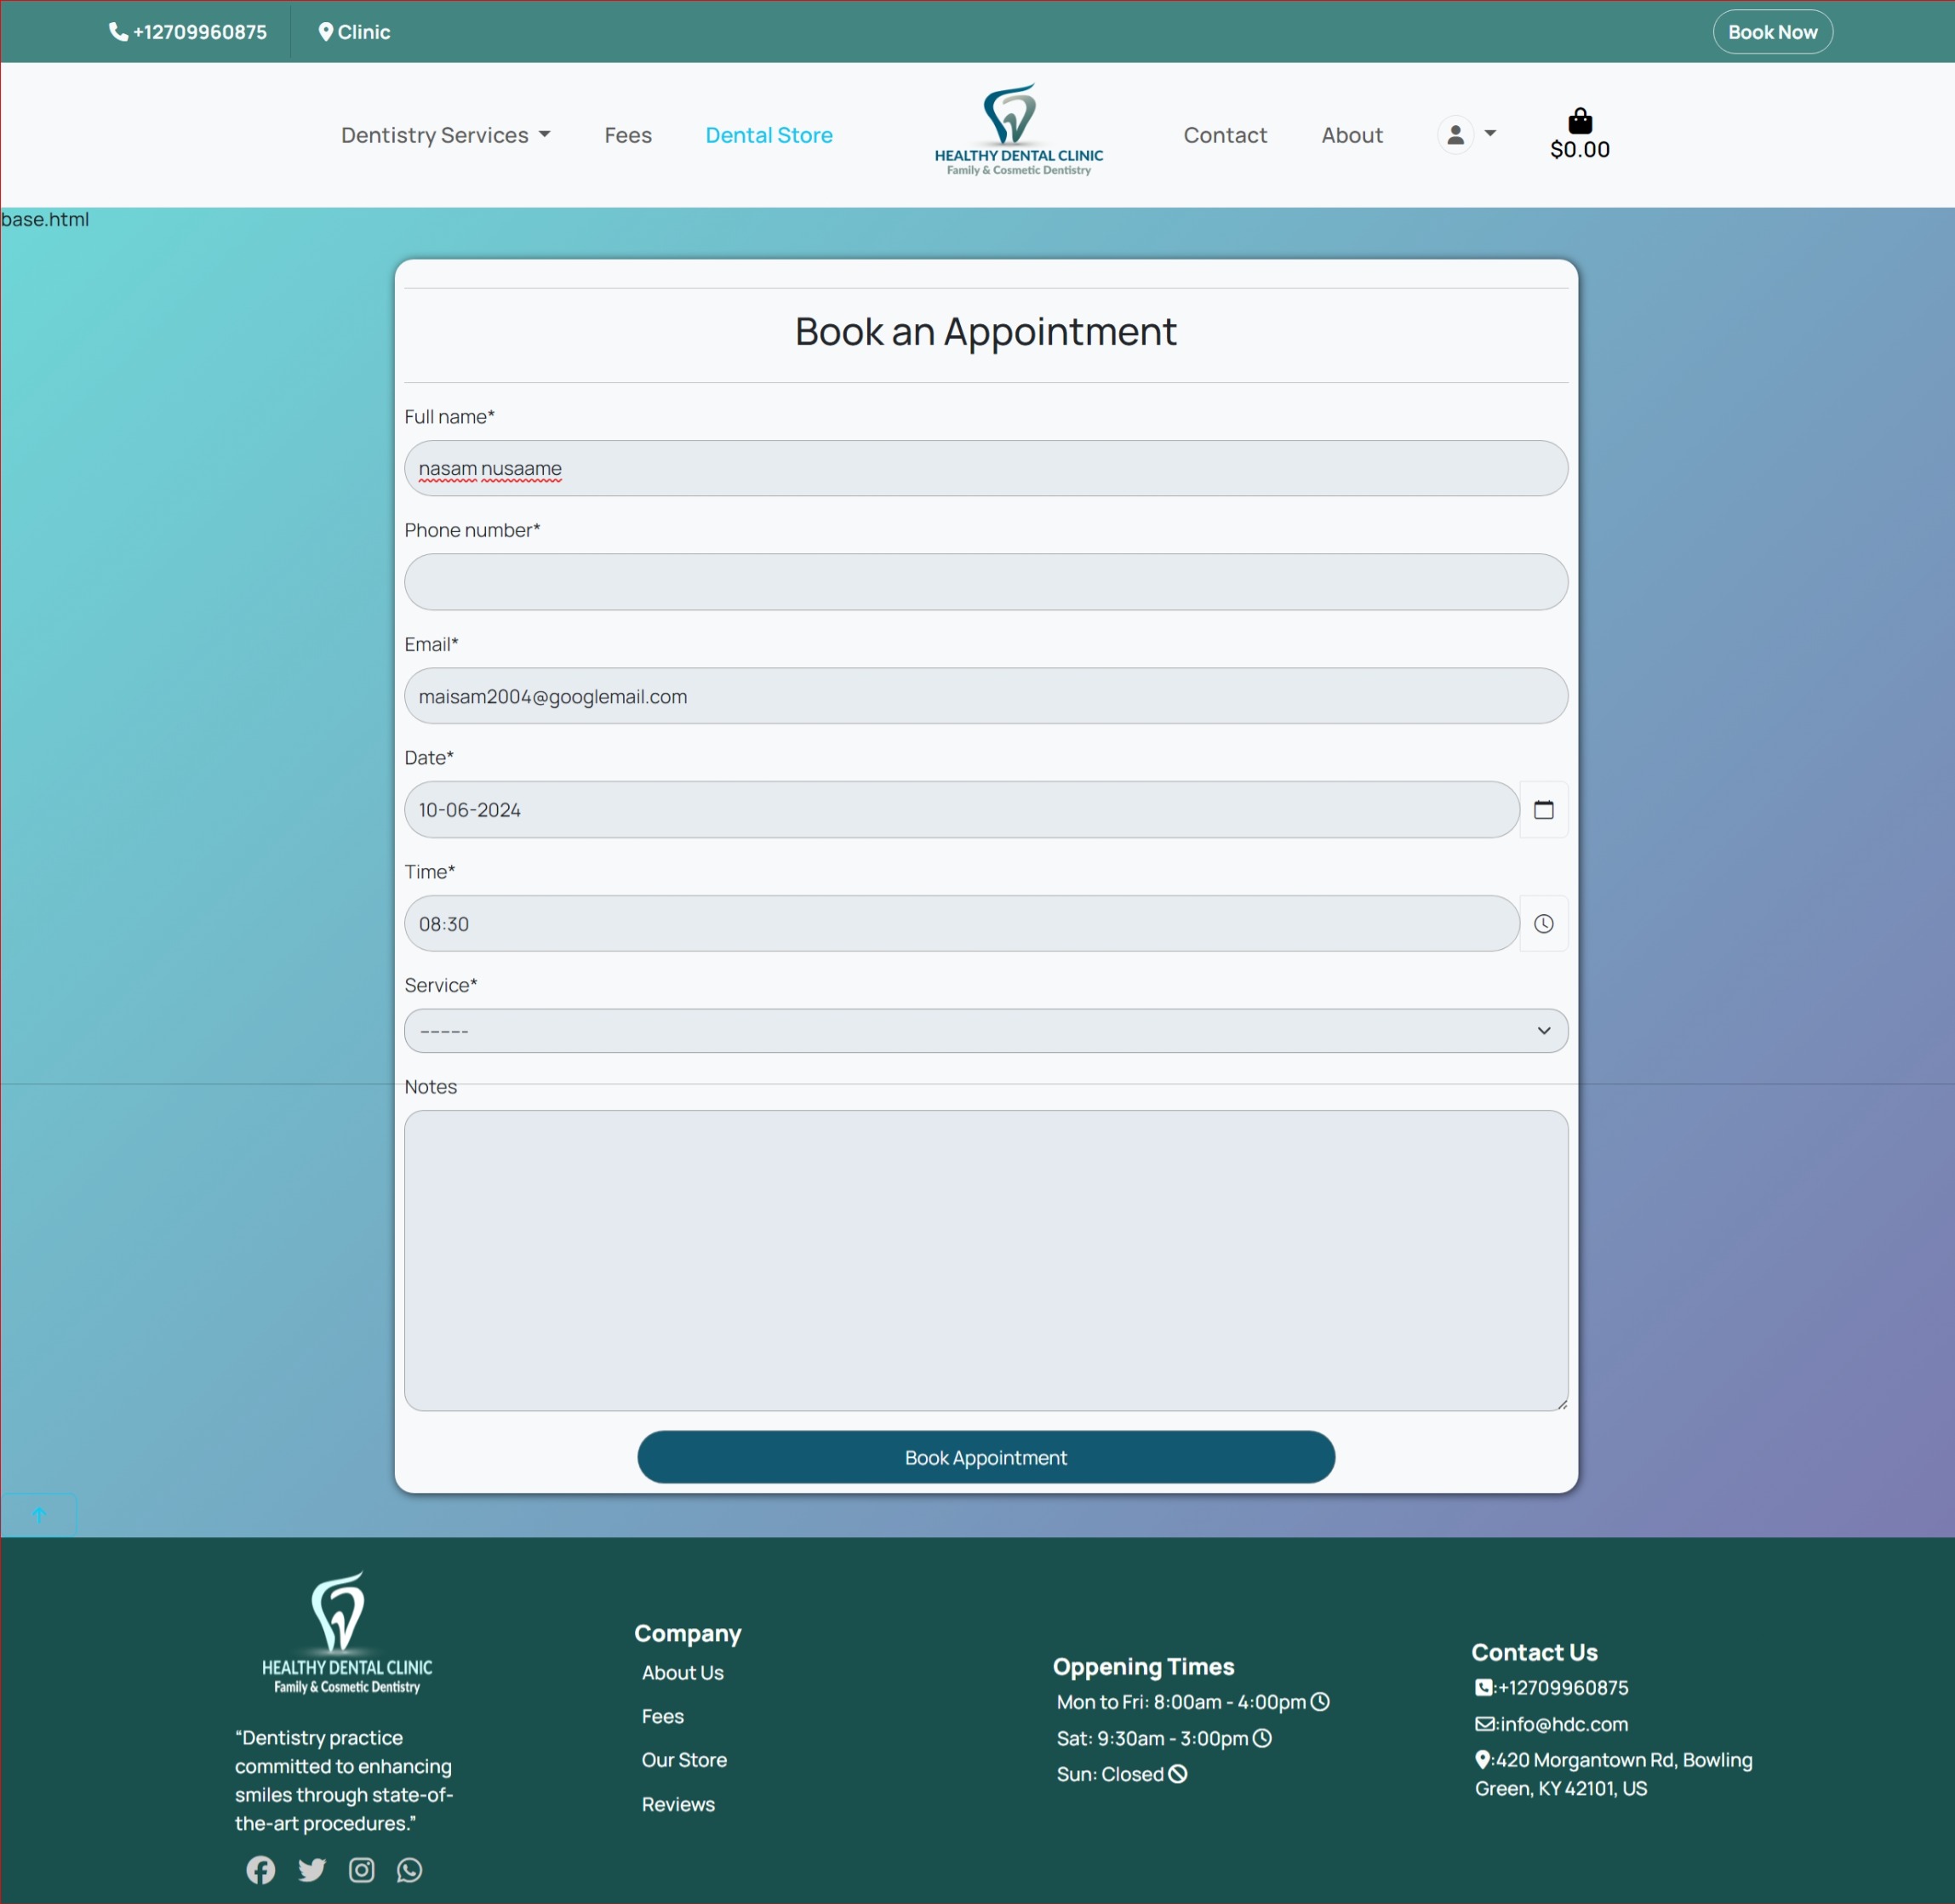 +12709960875
Clinic
Book Now
Dentistry Services
Fees
Dental Store
HEALTHY DENTAL CLINIC
Family & Cosmetic Dentistry
Contact
About
$0.00
base.html
Book an Appointment
Full name*
nasam nusaame
Phone number*
Email*
maisam2004@googlemail.com
Date*
10-06-2024
Time*
08:30
Service*
-----
Notes
Book Appointment
HEALTHY DENTAL CLINIC
Family & Cosmetic Dentistry
“Dentistry practice
committed to enhancing
smiles through state-of-
the-art procedures.”
Company
About Us
Fees
Our Store
Reviews
Oppening Times
Mon to Fri: 8:00am - 4:00pm
Sat: 9:30am - 3:00pm
Sun: Closed
Contact Us
:+12709960875
:info@hdc.com
:420 Morgantown Rd, Bowling
Green, KY 42101, US